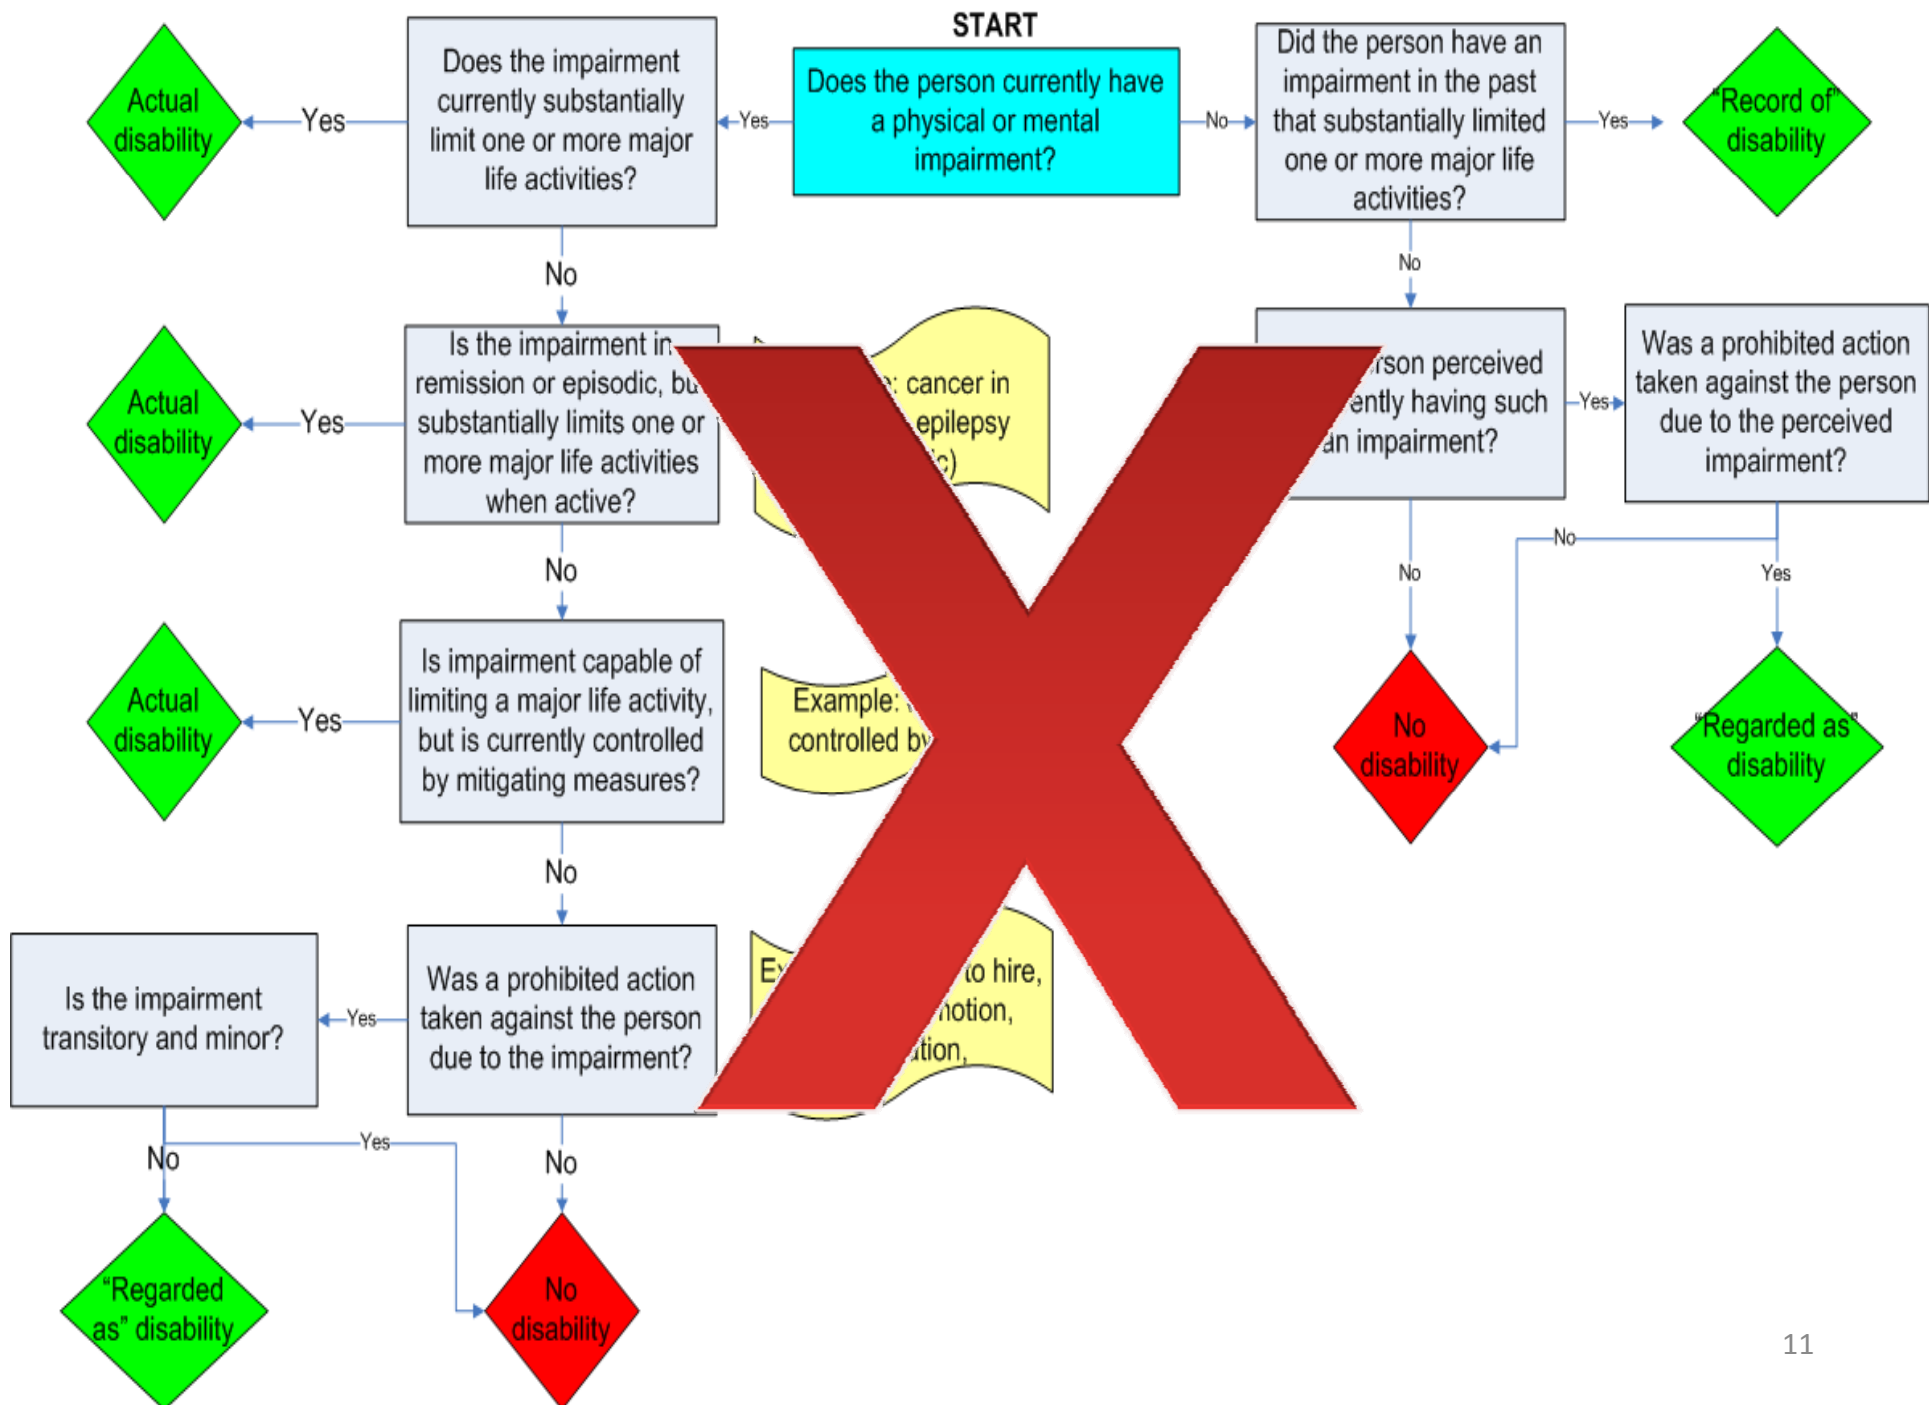 START
Actual
disability
Yes
Does the impairment
currently substantially
limit one or more major
life activities?
Yes
Does the person currently have
a physical or mental
impairment?
No
Did the person have an
impairment in the past
that substantially limited
one or more major life
activities?
Yes
“Record of”
disability
No
No
Actual
disability
Yes
Is the impairment in
remission or episodic, but
substantially limits one or
more major life activities
when active?
cancer in
epilepsy
perceived
having such
an impairment?
Yes
Was a prohibited action
taken against the person
due to the perceived
impairment?
No
No
No
Yes
Actual
disability
Yes
Is impairment capable of
limiting a major life activity,
but is currently controlled
by mitigating measures?
Example:
controlled by
No
disability
“Regarded as”
disability
No
Is the impairment
transitory and minor?
Yes
Was a prohibited action
taken against the person
due to the impairment?
to hire,
No
Yes
No
“Regarded
as” disability
No
disability
11